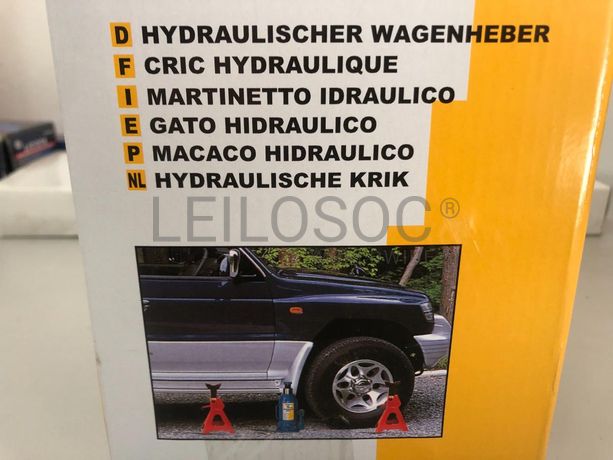 D HYDRAULISCHER WAGENHEBER
F CRIC HYDRAULIQUE
I MARTINETTO IDRAULICO
E GATO HIDRAULICO
P MACACO HIDRAULICO
NL HYDRAULISCHE KRIK
LEILOSOC®